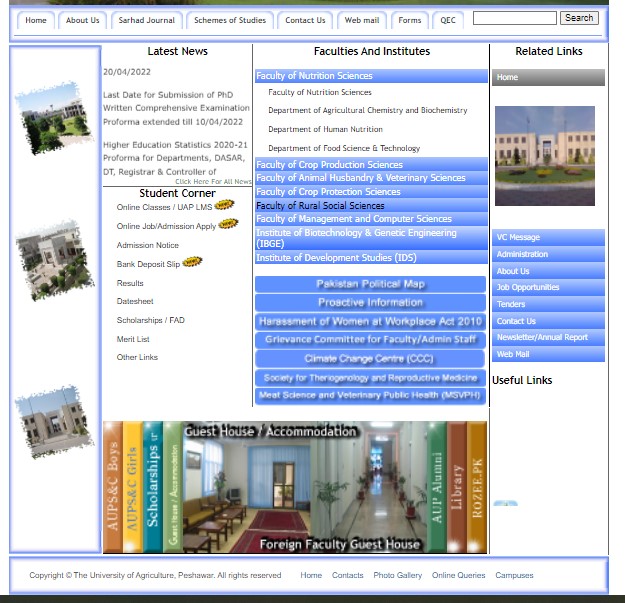 Home About Us Sarhad Journal Schemes of Studies Contact Us Web mail Forms QEC Search
Latest News
20/04/2022
Last Date for Submission of PhD
Written Comprehensive Examination
Proforma extended till 10/04/2022
Higher Education Statistics 2020-21
Proforma for Departments, DASAR,
DT, Registrar & Controller of
Click Here For All News
Student Corner
Online Classes / UAP LMS
Online Job/Admission Apply
Admission Notice
Bank Deposit Slip
Results
Datesheet
Scholarships / FAD
Merit List
Other Links
Faculties And Institutes
Faculty of Nutrition Sciences
Faculty of Nutrition Sciences
Department of Agricultural Chemistry and Biochemistry
Department of Human Nutrition
Department of Food Science & Technology
Faculty of Crop Production Sciences
Faculty of Animal Husbandry & Veterinary Sciences
Faculty of Crop Protection Sciences
Faculty of Rural Social Sciences
Faculty of Management and Computer Sciences
Institute of Biotechnology & Genetic Engineering
(IBGE)
Institute of Development Studies (IDS)
Pakistan Political Map
Proactive Information
Harassment of Women at Workplace Act 2010
Grievance Committee for Faculty/Admin Staff
Climate Change Centre (CCC)
Society for Theriogenology and Reproductive Medicine
Meat Science and Veterinary Public Health (MSVPH)
Related Links
Home
VC Message
Administration
About Us
Job Opportunities
Tenders
Contact Us
Newsletter/Annual Report
Web Mail
Useful Links
AUPS&C Boys
AUPS&C Girls
Scholarships
Guest House / Accommodation
Guest House / Accommodation
Foreign Faculty Guest House
AUP Alumni
Library
ROZEE.PK
Copyright © The University of Agriculture, Peshawar. All rights reserved Home Contacts Photo Gallery Online Queries Campuses